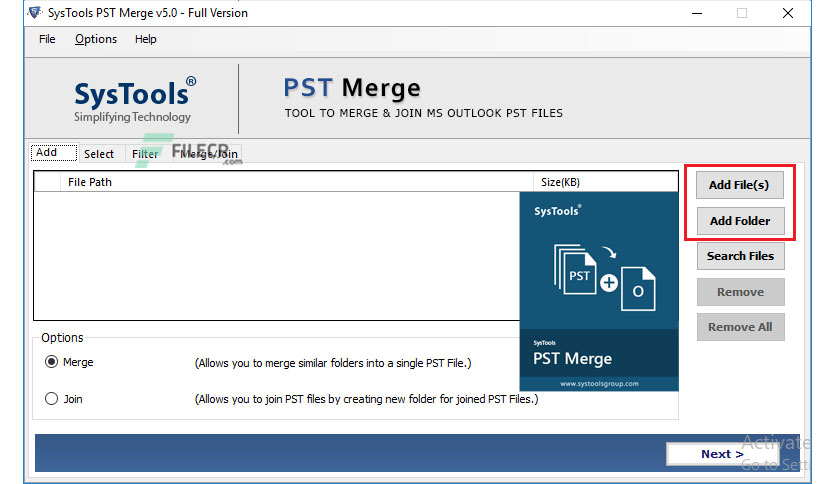 SysTools PST Merge v5.0 - Full Version
File Options Help
SysTools®
Simplifying Technology
PST Merge
TOOL TO MERGE & JOIN MS OUTLOOK PST FILES
Add Select Filter Merge/Join
FILECR
.com
File Path Size(KB)
Add File(s)
Add Folder
Search Files
Remove
Remove All
SysTools®
PST
O
SysTools
PST Merge
www.systoolsgroup.com
Options
Merge (Allows you to merge similar folders into a single PST File.)
Join (Allows you to join PST files by creating new folder for joined PST Files.)
Next >
Activate
Go to Sett